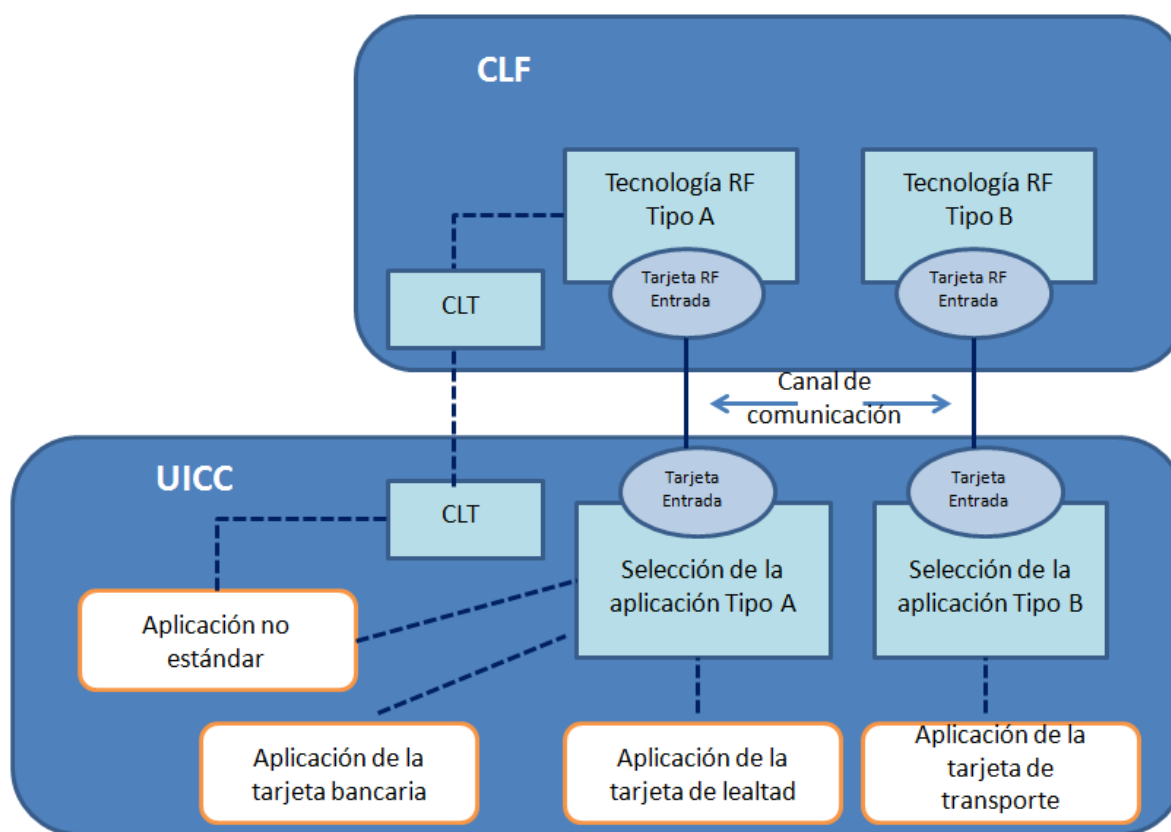 CLF
Tecnología RF
Tipo A
Tecnología RF
Tipo B
Tarjeta RF
Entrada
Tarjeta RF
Entrada
CLT
Canal de
comunicación
UICC
Tarjeta
Entrada
Tarjeta
Entrada
CLT
Selección de la
aplicación Tipo A
Selección de la
aplicación Tipo B
Aplicación no
estándar
Aplicación de la
tarjeta bancaria
Aplicación de la
tarjeta de lealtad
Aplicación de la
tarjeta de
transporte